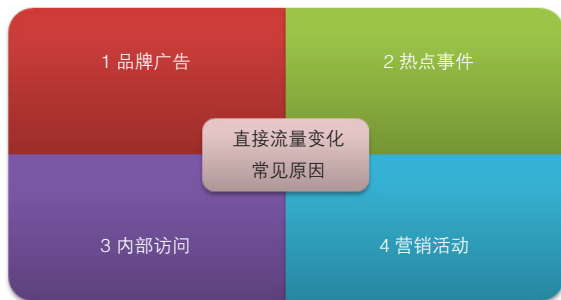 1 品牌广告
2 热点事件
直接流量变化
常见原因
3 内部访问
4 营销活动